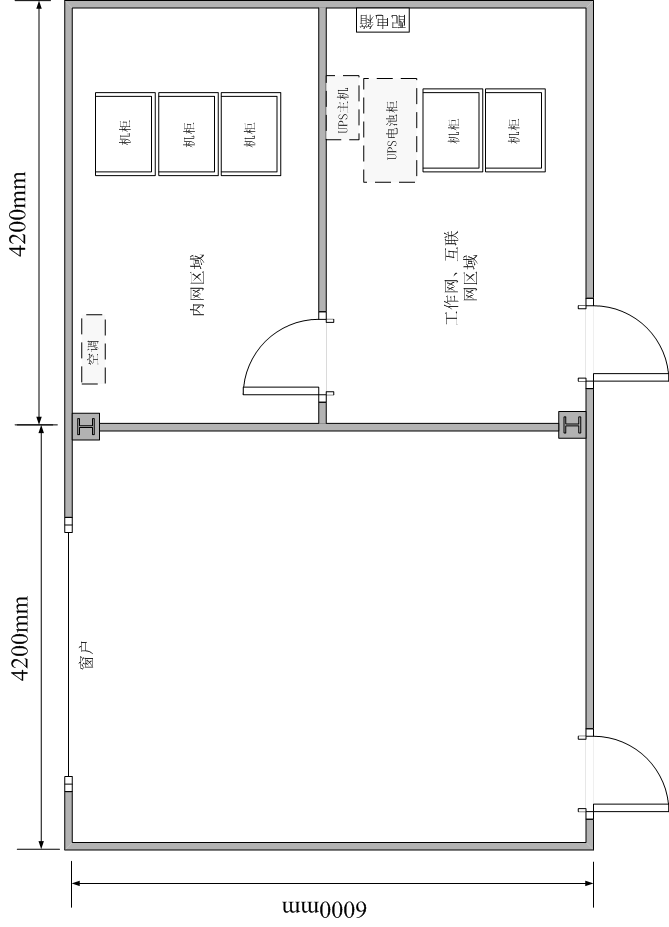 配电箱
机柜
机柜
机柜
UPS主机
UPS电池柜
机柜
机柜
4200mm
内网区域
工作网、互联
网区域
空调
4200mm
窗户
6000mm